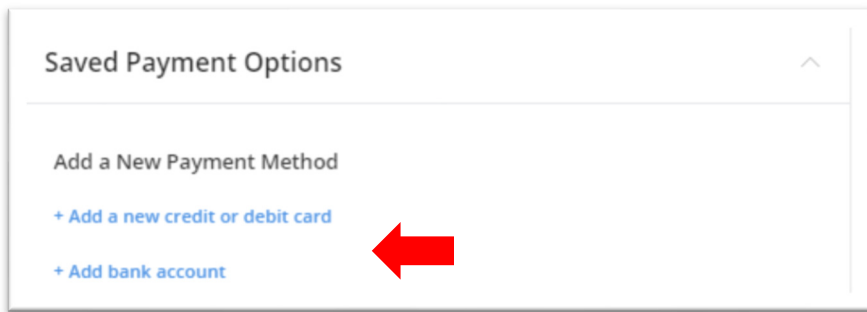 Saved Payment Options
Add a New Payment Method
+ Add a new credit or debit card
+ Add bank account